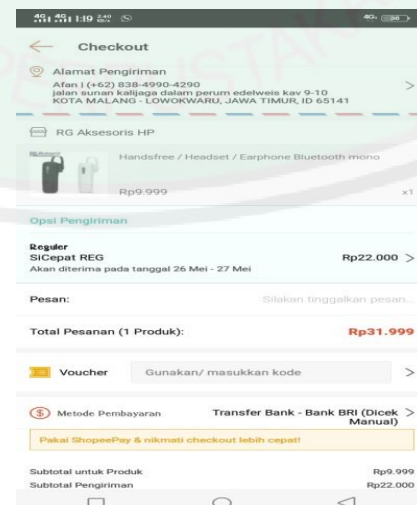 4G 4G 1:19
Checkout
Alamat Pengiriman
Afan | (+62) 838-4990-4290
jalan sunan kalijaga dalam perum edelweis kav 9-10
KOTA MALANG - LOWOKWARU, JAWA TIMUR, ID 65141
RG Aksesoris HP
Handsfree / Headset / Earphone Bluetooth mono
Rp9.999 x1
Opsi Pengiriman
Reguler
SiCepat REG Rp22.000 >
Akan diterima pada tanggal 26 Mei - 27 Mei
Pesan: Silakan tinggalkan pesan...
Total Pesanan (1 Produk): Rp31.999
Voucher Gunakan/ masukkan kode >
Metode Pembayaran Transfer Bank - Bank BRI (Dicek >
Manual)
Pakai ShopeePay & nikmati checkout lebih cepat!
Subtotal untuk Produk Rp9.999
Subtotal Pengiriman Rp22.000